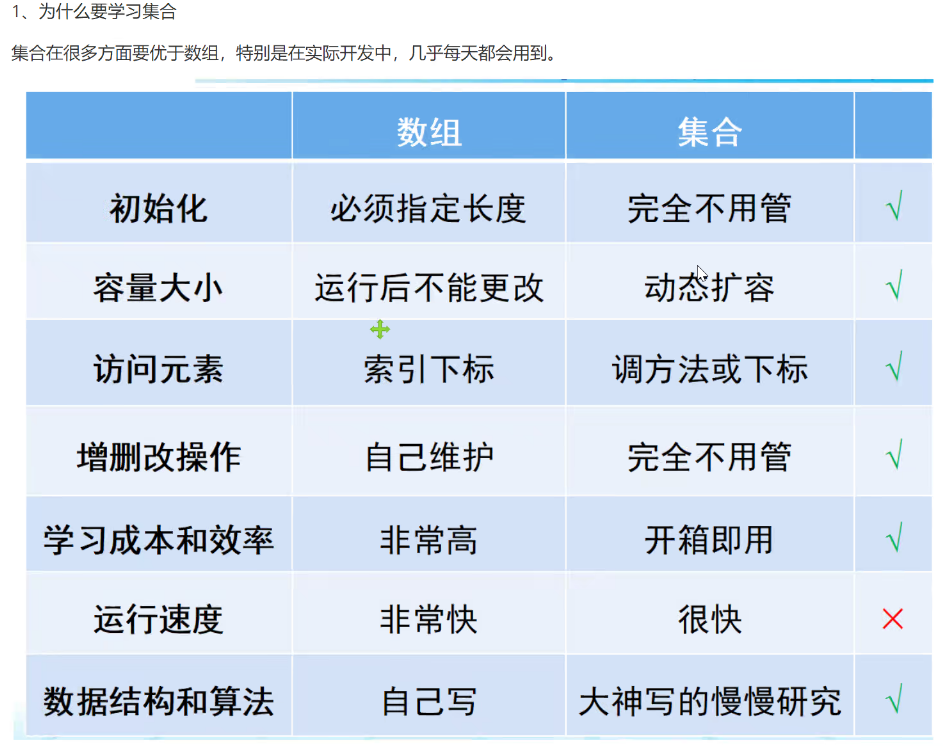 1、为什么要学习集合
集合在很多方面要优于数组，特别是在实际开发中，几乎每天都会用到。
数组 集合
初始化 必须指定长度 完全不用管 √
容量大小 运行后不能更改 动态扩容 √
访问元素 索引下标 调方法或下标 √
增删改操作 自己维护 完全不用管 √
学习成本和效率 非常高 开箱即用 √
运行速度 非常快 很快 ×
数据结构和算法 自己写 大神写的慢慢研究 √